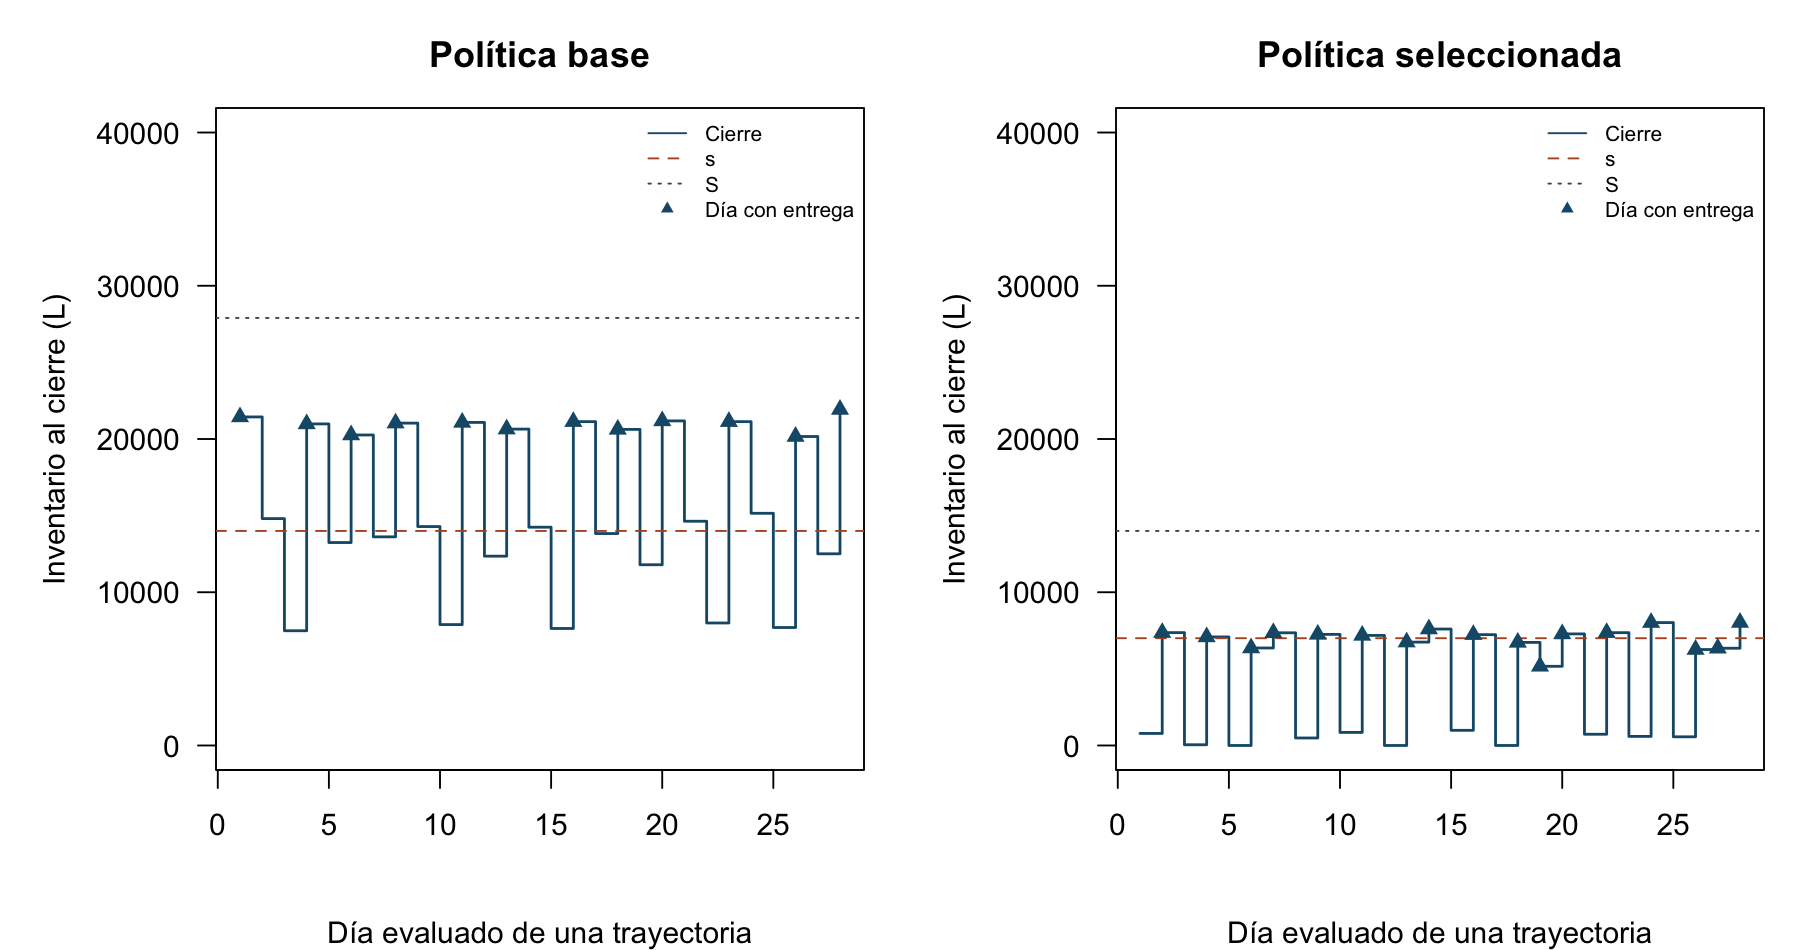 Política base
40000
30000
20000
10000
0
Inventario al cierre (L)
Cierre
s
S
Día con entrega
0 5 10 15 20 25
Día evaluado de una trayectoria
Política seleccionada
40000
30000
20000
10000
0
Inventario al cierre (L)
Cierre
s
S
Día con entrega
0 5 10 15 20 25
Día evaluado de una trayectoria